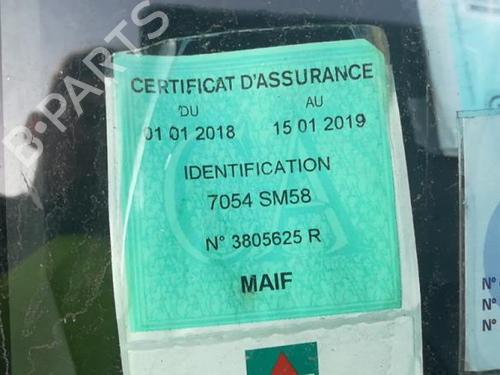 B-PARTS
CERTIFICAT D'ASSURANCE
DU AU
01 01 2018 15 01 2019
IDENTIFICATION
7054 SM58
N° 3805625 R
MAIF
N°
N°
N°